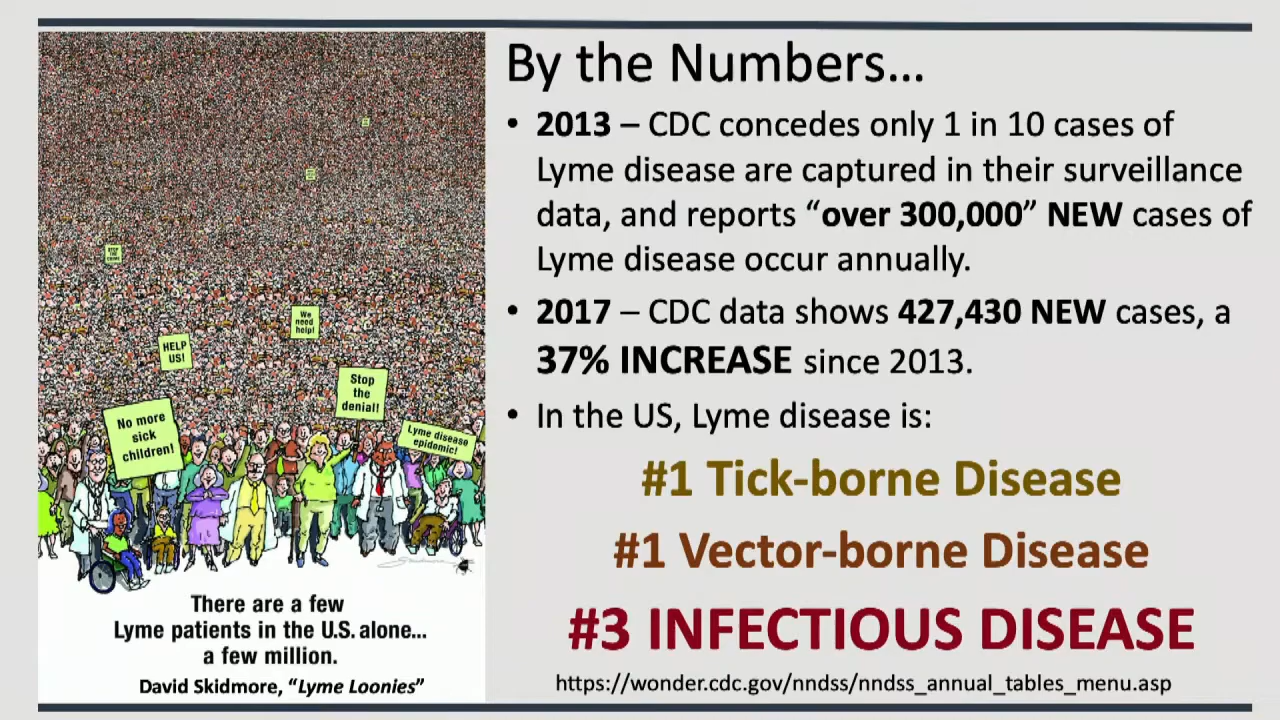 By the Numbers...
• 2013 – CDC concedes only 1 in 10 cases of
Lyme disease are captured in their surveillance
data, and reports “over 300,000” NEW cases of
Lyme disease occur annually.
• 2017 – CDC data shows 427,430 NEW cases, a
37% INCREASE since 2013.
• In the US, Lyme disease is:
#1 Tick-borne Disease
#1 Vector-borne Disease
#3 INFECTIOUS DISEASE
https://wonder.cdc.gov/nndss/nndss_annual_tables_menu.asp
We
need
help!
HELP
US!
Stop
the
denial!
No more
sick
children!
Lyme disease
epidemic!
There are a few
Lyme patients in the U.S. alone...
a few million.
David Skidmore, “Lyme Loonies”